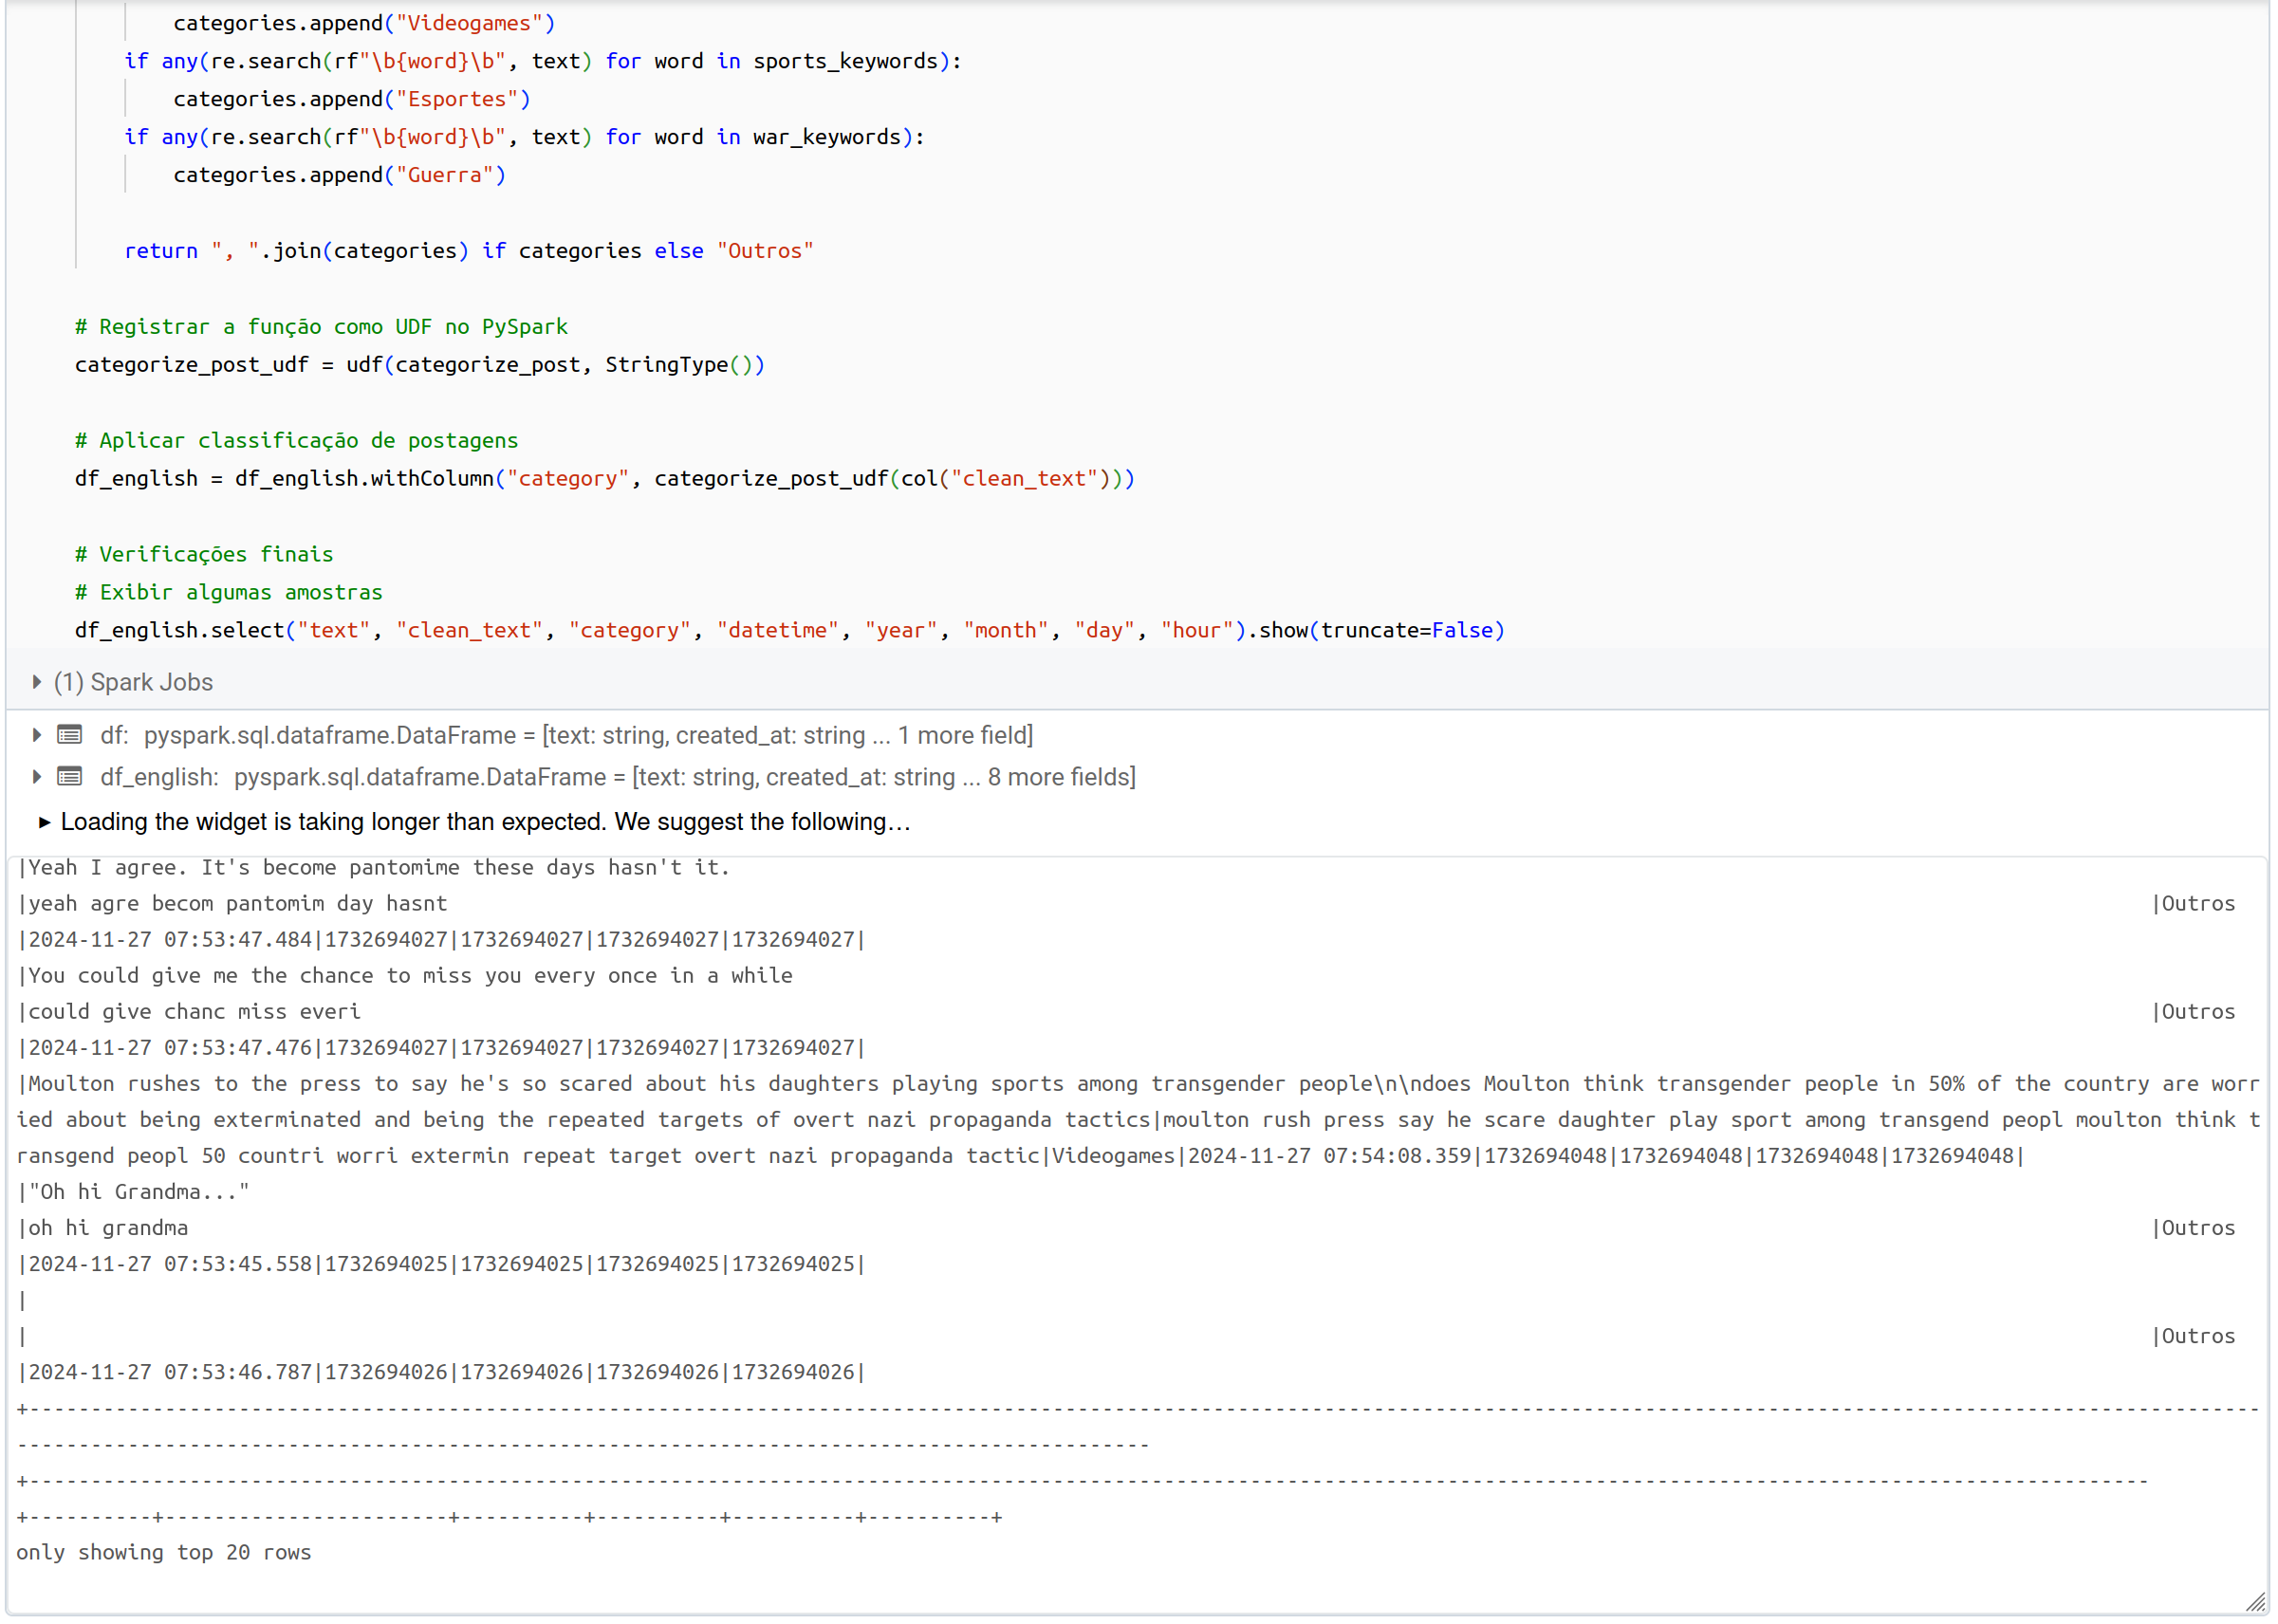 categories.append("Videogames")
if any(re.search(rf"\b{word}\b", text) for word in sports_keywords):
categories.append("Esportes")
if any(re.search(rf"\b{word}\b", text) for word in war_keywords):
categories.append("Guerra")
return ", ".join(categories) if categories else "Outros"
# Registrar a função como UDF no PySpark
categorize_post_udf = udf(categorize_post, StringType())
# Aplicar classificação de postagens
df_english = df_english.withColumn("category", categorize_post_udf(col("clean_text")))
# Verificações finais
# Exibir algumas amostras
df_english.select("text", "clean_text", "category", "datetime", "year", "month", "day", "hour").show(truncate=False)
(1) Spark Jobs
df: pyspark.sql.dataframe.DataFrame = [text: string, created_at: string ... 1 more field]
df_english: pyspark.sql.dataframe.DataFrame = [text: string, created_at: string ... 8 more fields]
Loading the widget is taking longer than expected. We suggest the following…
|Yeah I agree. It's become pantomime these days hasn't it.
|yeah agre becom pantomim day hasnt |Outros
|2024-11-27 07:53:47.484|1732694027|1732694027|1732694027|1732694027|
|You could give me the chance to miss you every once in a while
|could give chanc miss everi |Outros
|2024-11-27 07:53:47.476|1732694027|1732694027|1732694027|1732694027|
|Moulton rushes to the press to say he's so scared about his daughters playing sports among transgender people\n\ndoes Moulton think transgender people in 50% of the country are worr
ied about being exterminated and being the repeated targets of overt nazi propaganda tactics|moulton rush press say he scare daughter play sport among transgend peopl moulton think t
ransgend peopl 50 countri worri extermin repeat target overt nazi propaganda tactic|Videogames|2024-11-27 07:54:08.359|1732694048|1732694048|1732694048|1732694048|
|"Oh hi Grandma..."
|oh hi grandma |Outros
|2024-11-27 07:53:45.558|1732694025|1732694025|1732694025|1732694025|
|
| |Outros
|2024-11-27 07:53:46.787|1732694026|1732694026|1732694026|1732694026|
+-------------------------------------------------------------------------------------------------------------------------------------------------------------------------------------
--------------------------------------------------------------------------------------------
+----------------------------------------------------------------------------------------------------------------------------------------------------------------------------
+----------+-----------------------+----------+----------+----------+----------+
only showing top 20 rows